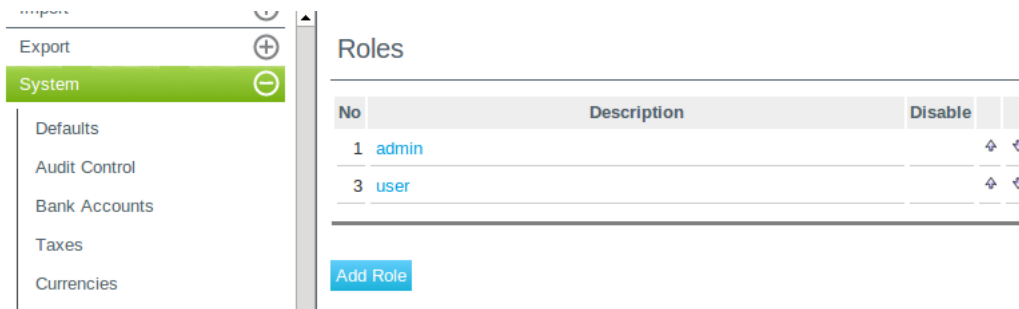 Export
System
Defaults
Audit Control
Bank Accounts
Taxes
Currencies
Roles
No Description Disable
1 admin
3 user
Add Role